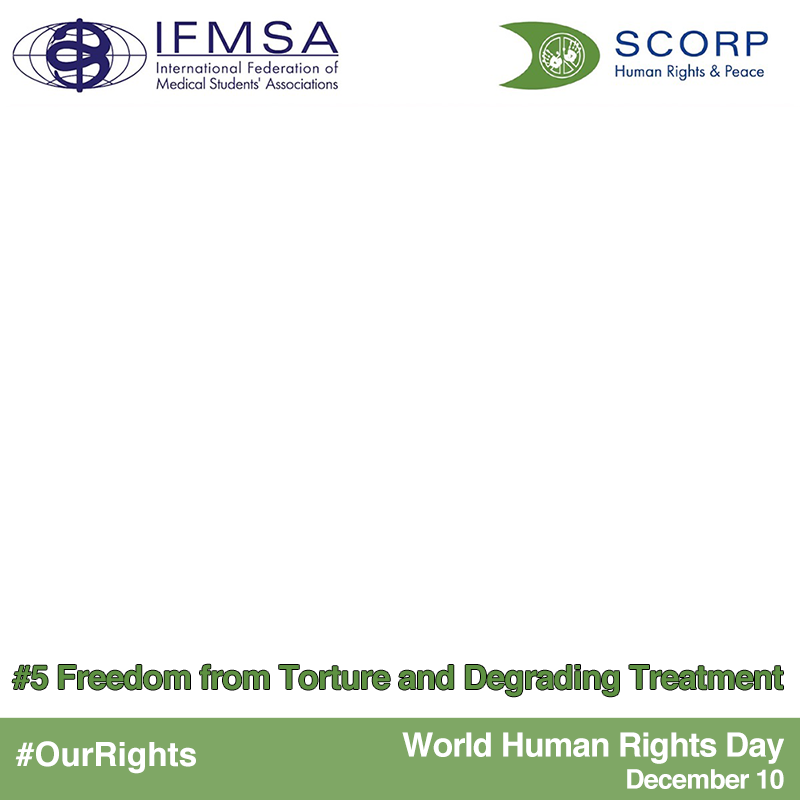 IFMSA
International Federation of
Medical Students' Associations
SCORP
Human Rights & Peace
#5 Freedom from Torture and Degrading Treatment
#OurRights
World Human Rights Day
December 10